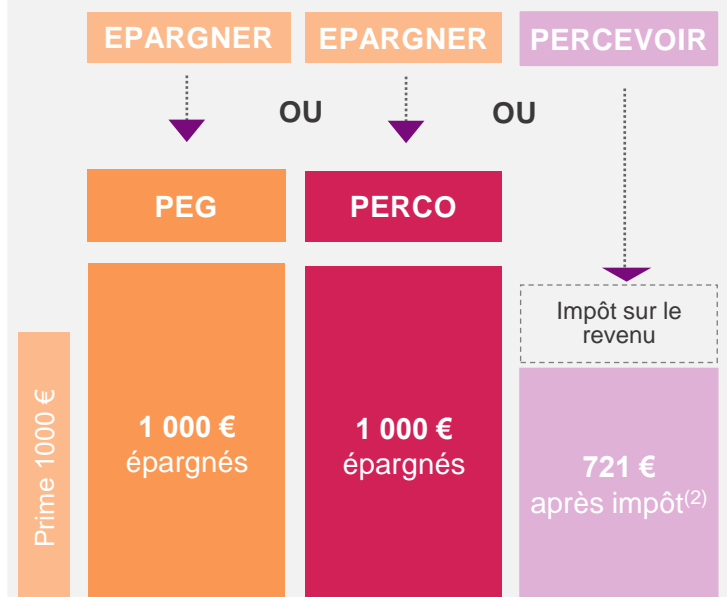 EPARGNER
EPARGNER
PERCEVOIR
OU
OU
PEG
PERCO
Impôt sur le
revenu
Prime 1000 €
1 000 €
épargnés
1 000 €
épargnés
721 €
après impôt(2)